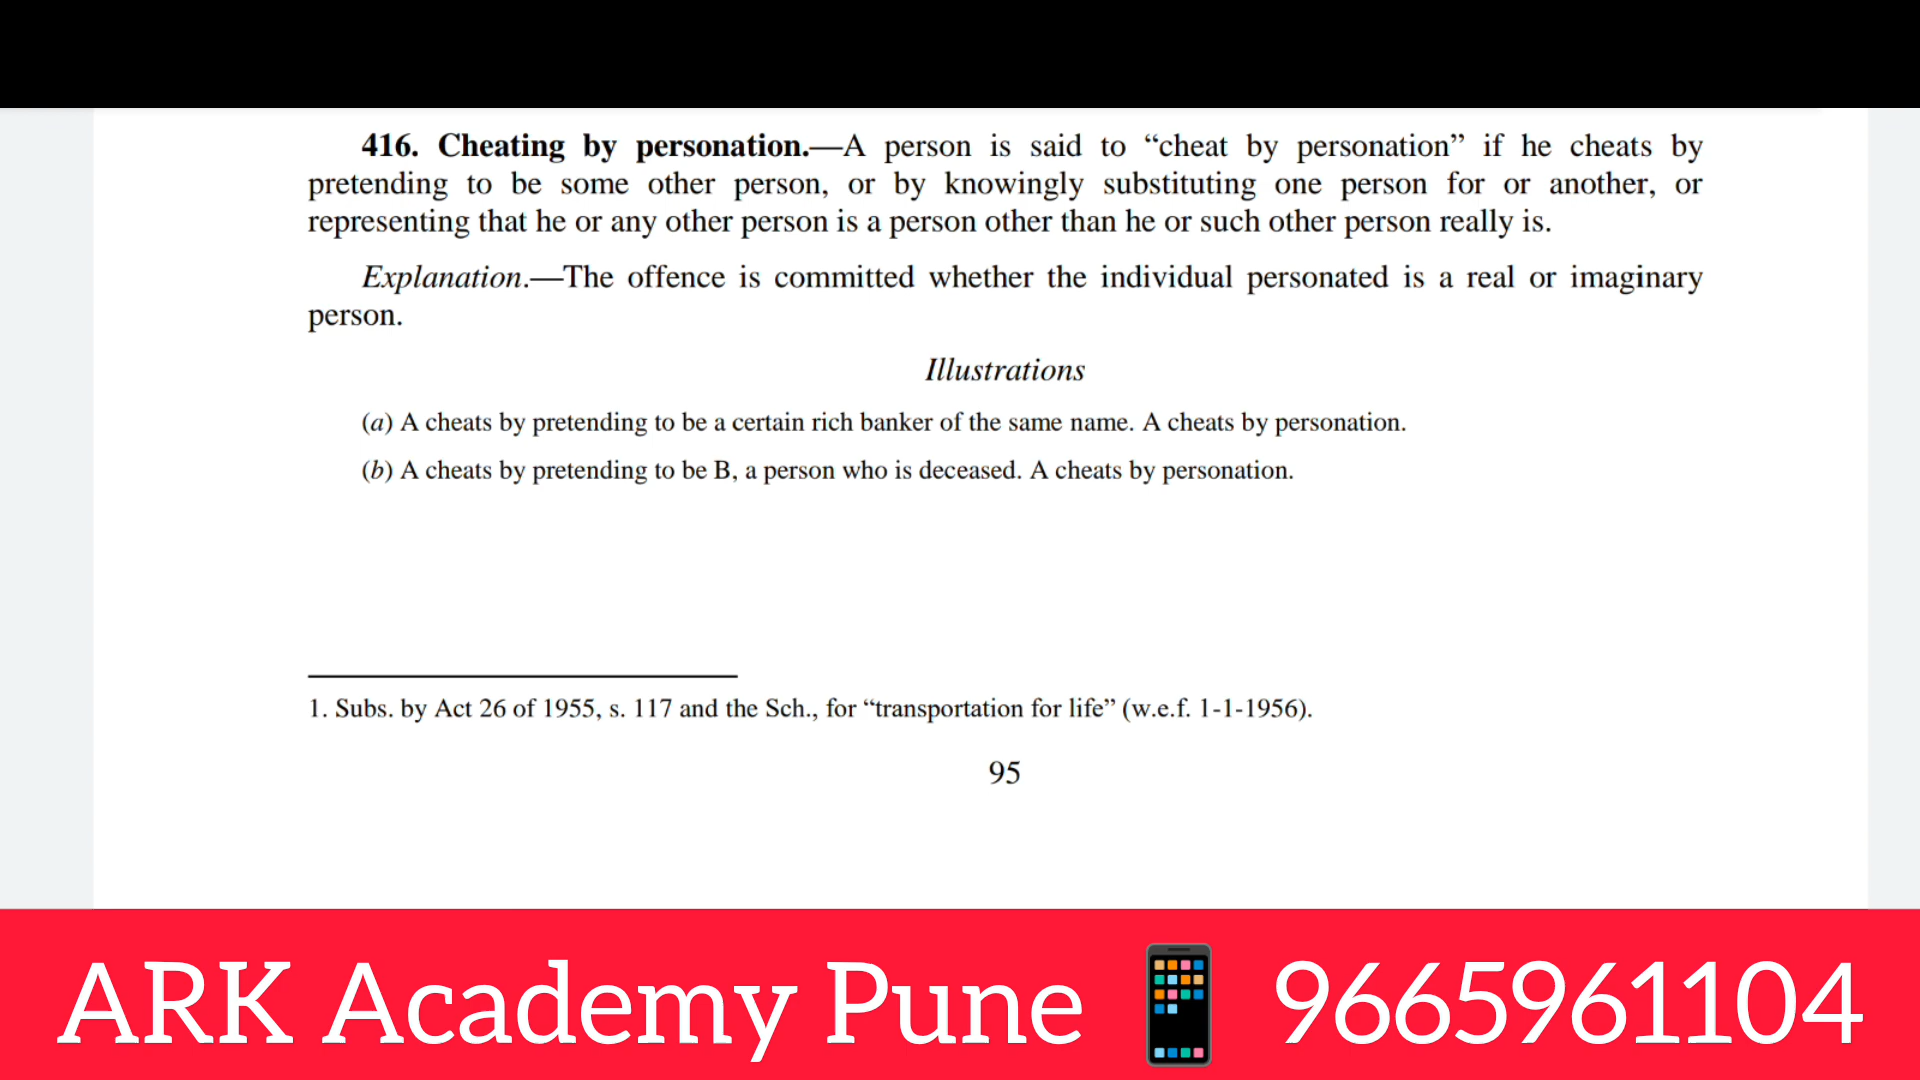 416. Cheating by personation.—A person is said to “cheat by personation” if he cheats by
pretending to be some other person, or by knowingly substituting one person for or another, or
representing that he or any other person is a person other than he or such other person really is.
Explanation.—The offence is committed whether the individual personated is a real or imaginary
person.
Illustrations
(a) A cheats by pretending to be a certain rich banker of the same name. A cheats by personation.
(b) A cheats by pretending to be B, a person who is deceased. A cheats by personation.
1. Subs. by Act 26 of 1955, s. 117 and the Sch., for “transportation for life” (w.e.f. 1-1-1956).
95
ARK Academy Pune 📱 9665961104